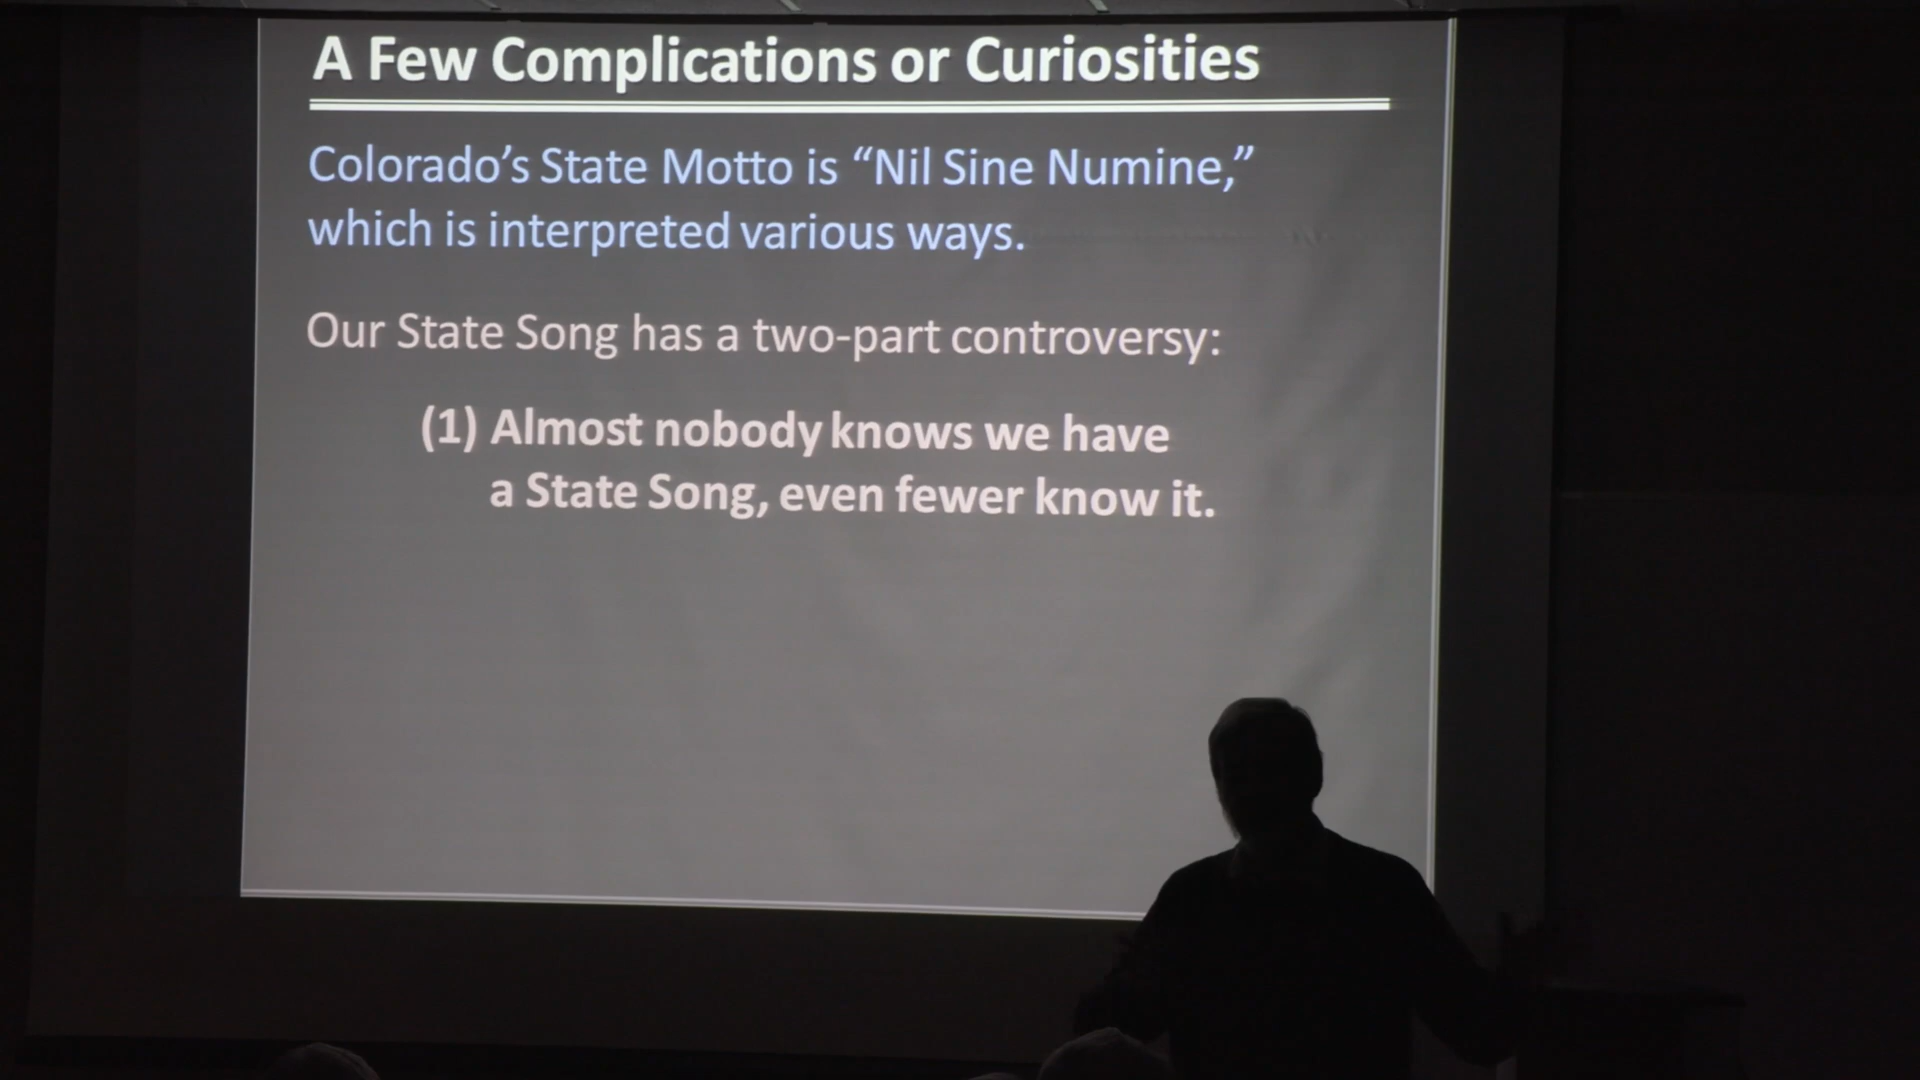 A Few Complications or Curiosities
Colorado’s State Motto is “Nil Sine Numine,”
which is interpreted various ways.
Our State Song has a two-part controversy:
(1) Almost nobody knows we have
a State Song, even fewer know it.